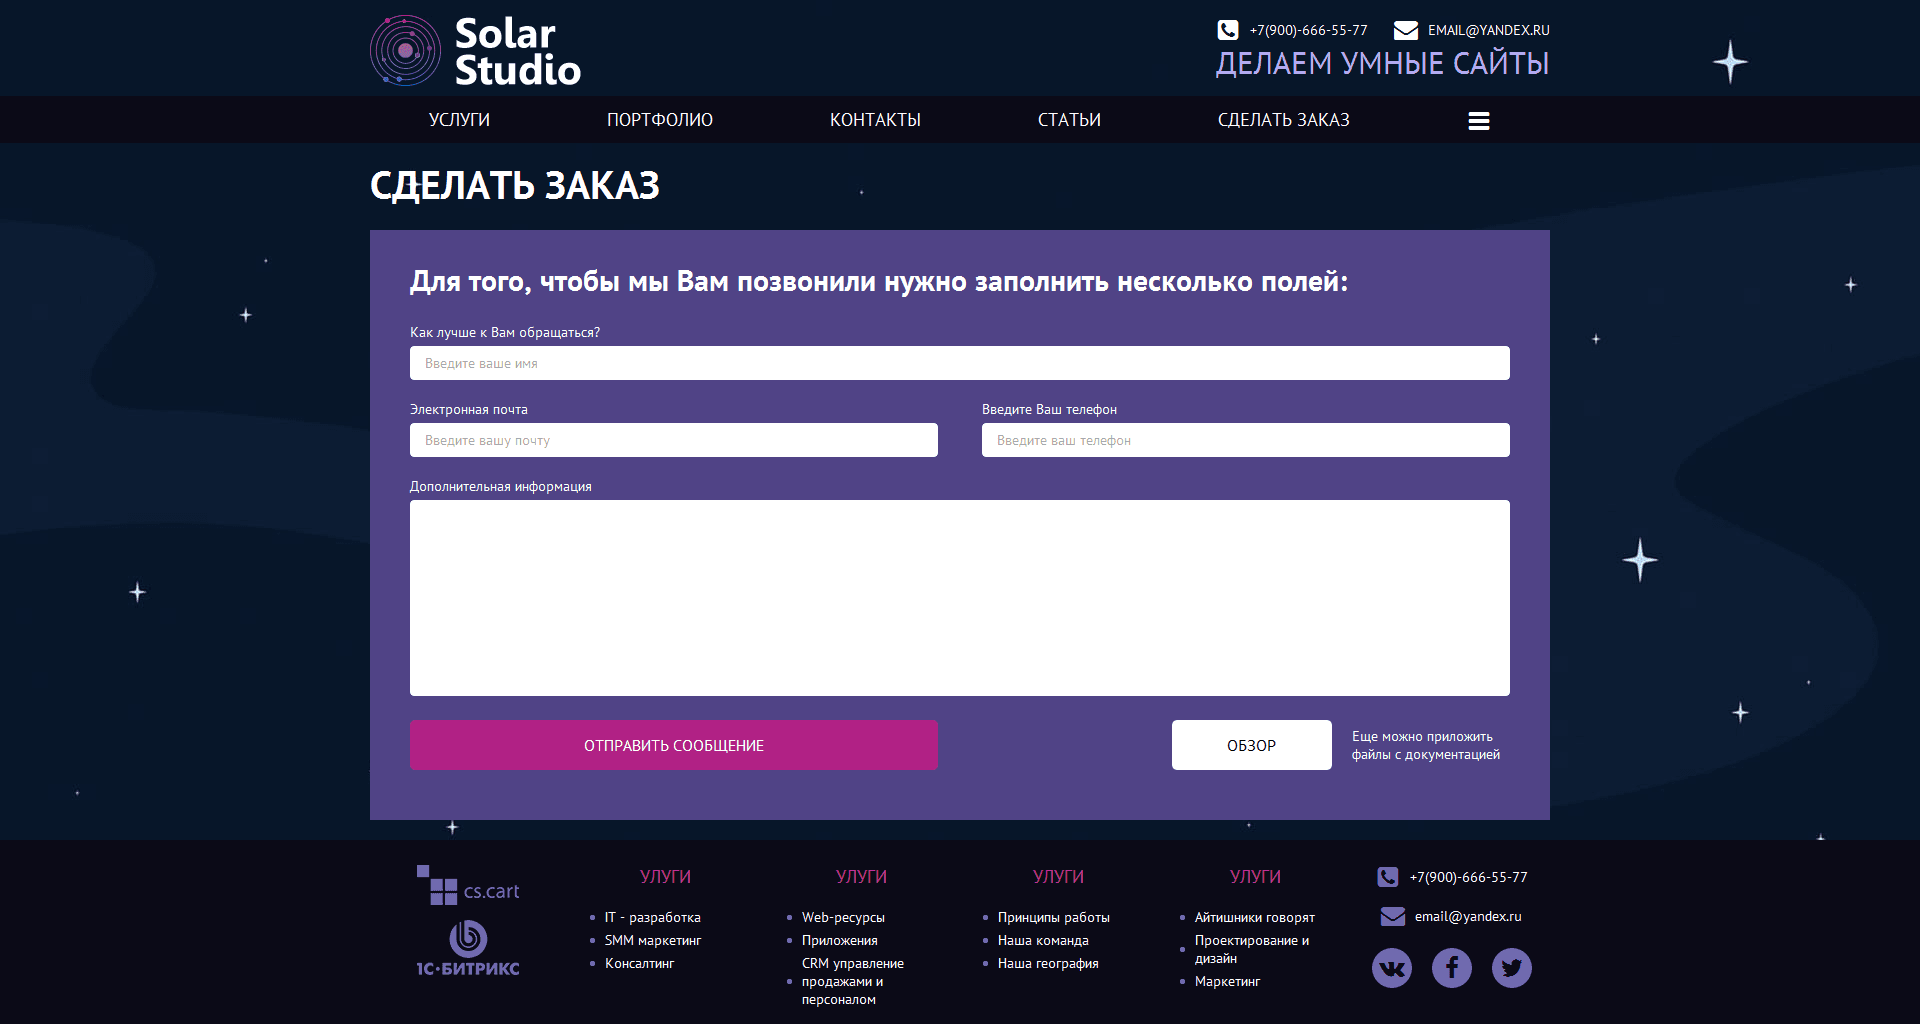 Solar
Studio
+7(900)-666-55-77
EMAIL@YANDEX.RU
ДЕЛАЕМ УМНЫЕ САЙТЫ
УСЛУГИ
ПОРТФОЛИО
КОНТАКТЫ
СТАТЬИ
СДЕЛАТЬ ЗАКАЗ
СДЕЛАТЬ ЗАКАЗ
Для того, чтобы мы Вам позвонили нужно заполнить несколько полей:
Как лучше к Вам обращаться?
Введите ваше имя
Электронная почта
Введите вашу почту
Введите Ваш телефон
Введите ваш телефон
Дополнительная информация
ОТПРАВИТЬ СООБЩЕНИЕ
ОБЗОР
Еще можно приложить
файлы с документацией
cs.cart
1С·БИТРИКС
УЛУГИ
IT - разработка
SMM маркетинг
Консалтинг
УЛУГИ
Web-ресурсы
Приложения
CRM управление
продажами и
персоналом
УЛУГИ
Принципы работы
Наша команда
Наша география
УЛУГИ
Айтишники говорят
Проектирование и
дизайн
Маркетинг
+7(900)-666-55-77
email@yandex.ru